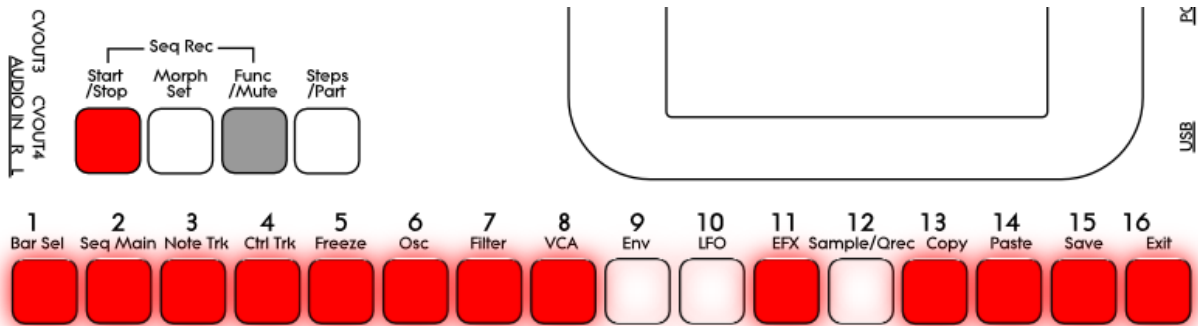 CVOUT3
CVOUT4
AUDIO IN R L
Seq Rec
Start
/Stop
Morph
Set
Func
/Mute
Steps
/Part
PC
USB
1 2 3 4 5 6 7 8 9 10 11 12 13 14 15 16
Bar Sel Seq Main Note Trk Ctrl Trk Freeze Osc Filter VCA Env LFO EFX Sample/Qrec Copy Paste Save Exit